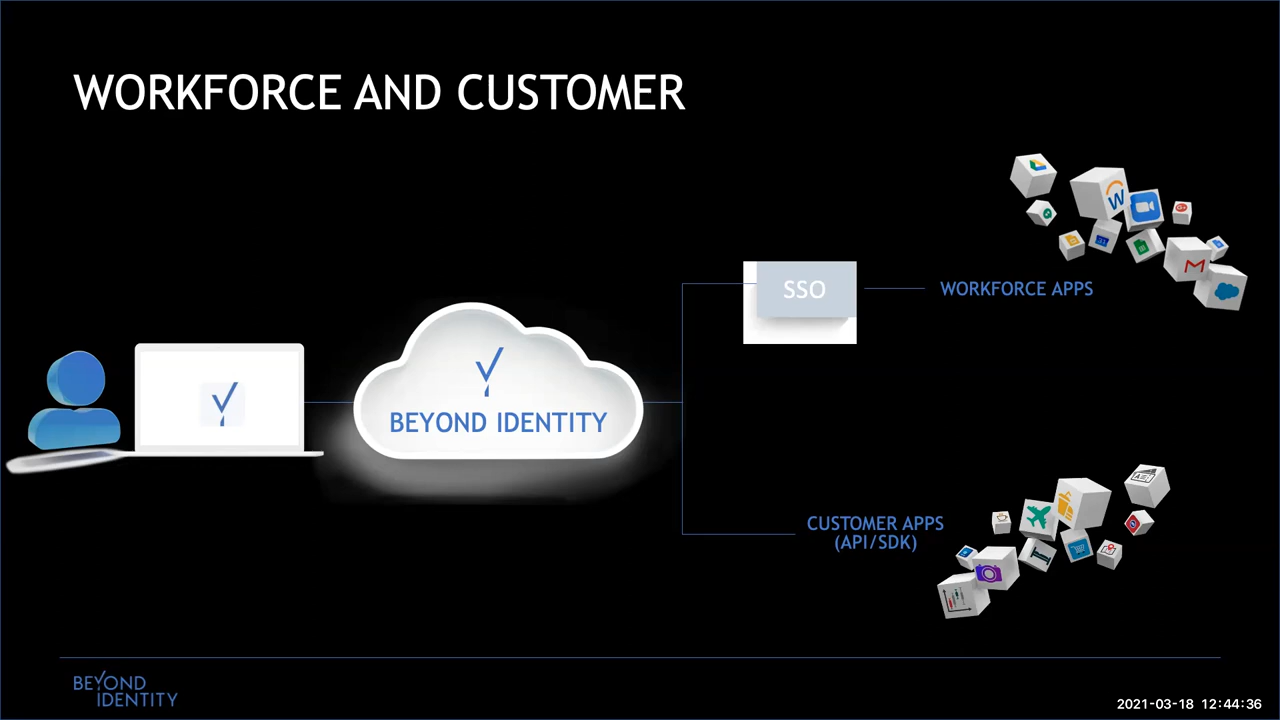 WORKFORCE AND CUSTOMER
SSO
WORKFORCE APPS
BEYOND IDENTITY
CUSTOMER APPS
(API/SDK)
BEYOND
IDENTITY
2021-03-18 12:44:36